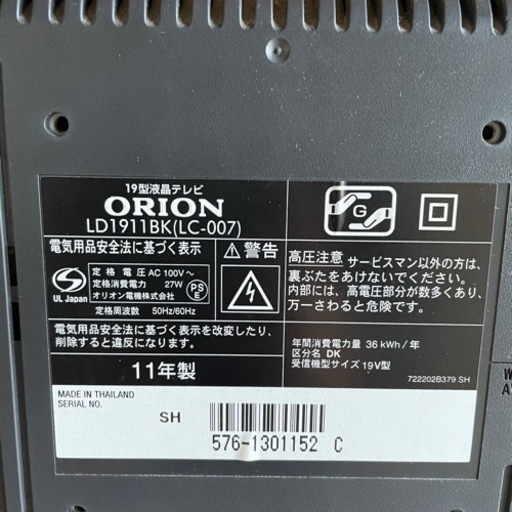 19型液晶テレビ
ORION
LD1911BK(LC-007)
電気用品安全法に基づく表示
UL Japan
定格電圧 AC 100V～
定格消費電力 27W
オリオン電機株式会社
定格周波数 50Hz/60Hz
PS
E
警告
電気用品安全法に基づく表示を改変したり、
削除すると違反になります。
11年製
G
高圧注意 サービスマン以外の方は、
裏ぶたをあけないでください。
内部には、高電圧部分が数多くあり、
万一さわると危険です。
年間消費電力量 36 kWh/年
区分名 DK
受信機型サイズ 19V型
722202B379 SH
MADE IN THAILAND
SERIAL NO.
SH
576-1301152 C